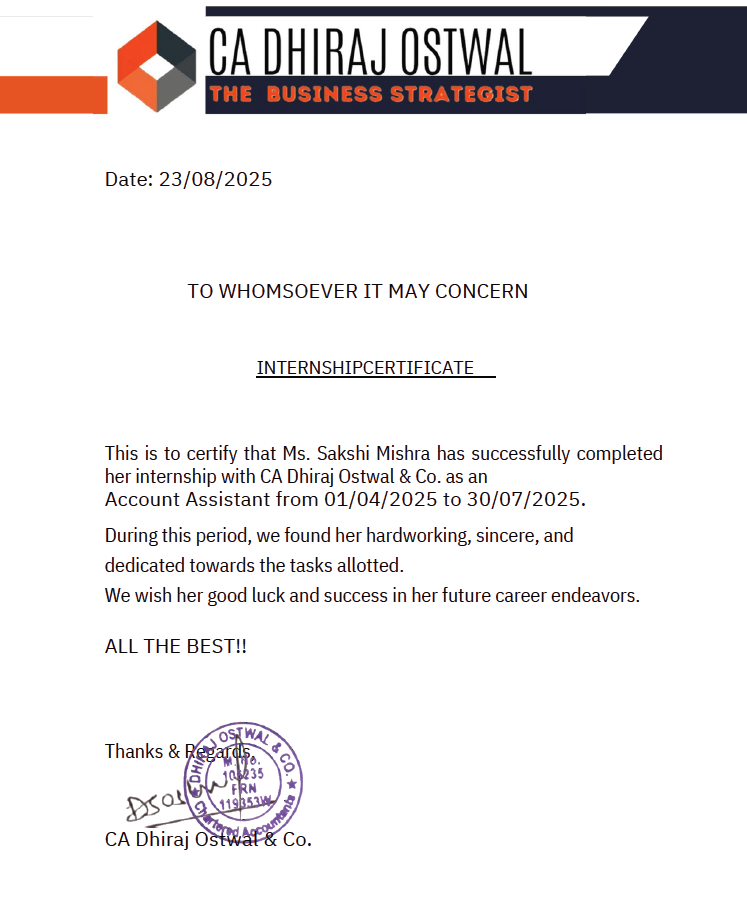 CA DHIRAJ OSTWAL
THE BUSINESS STRATEGIST
Date: 23/08/2025
TO WHOMSOEVER IT MAY CONCERN
INTERNSHIPCERTIFICATE
This is to certify that Ms. Sakshi Mishra has successfully completed
her internship with CA Dhiraj Ostwal & Co. as an
Account Assistant from 01/04/2025 to 30/07/2025.
During this period, we found her hardworking, sincere, and
dedicated towards the tasks allotted.
We wish her good luck and success in her future career endeavors.
ALL THE BEST!!
Thanks & Regards,
DHIRAJ OSTWAL & CO.
M. No.
FRN
119353W
Chartered Accountants
CA Dhiraj Ostwal & Co.